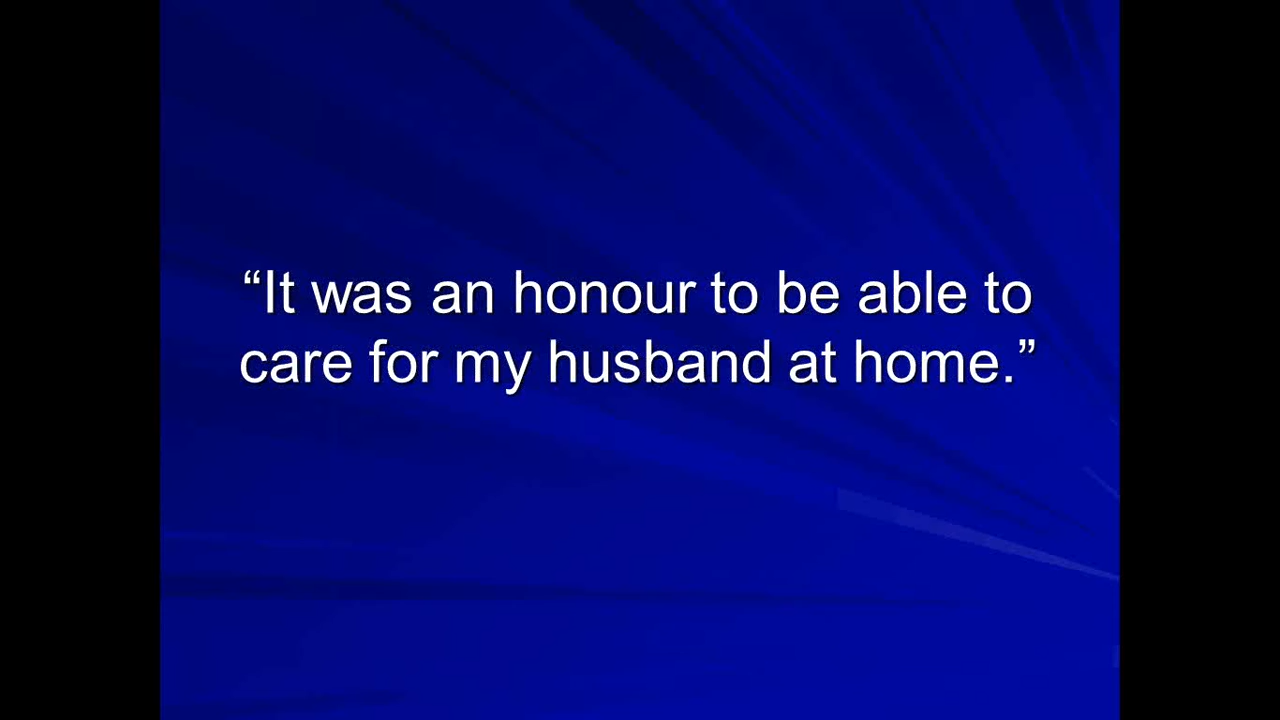 “It was an honour to be able to
care for my husband at home.”